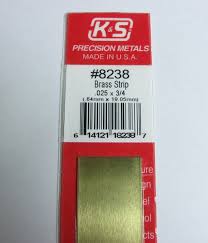 K&S
PRECISION METALS
MADE IN U.S.A.
#8238
Brass Strip
.025 x 3/4
(.64mm x 19.05mm)
6 14121 18238 7